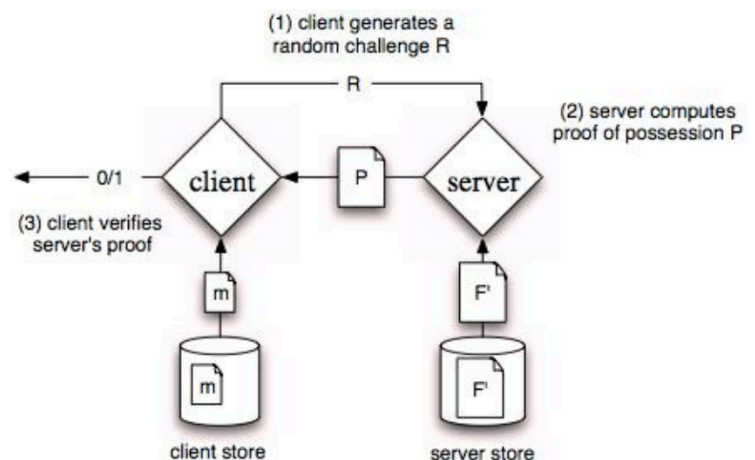 (1) client generates a
random challenge R
R
(2) server computes
proof of possession P
0/1
client
P
server
(3) client verifies
server's proof
m
F'
m
F'
client store
server store